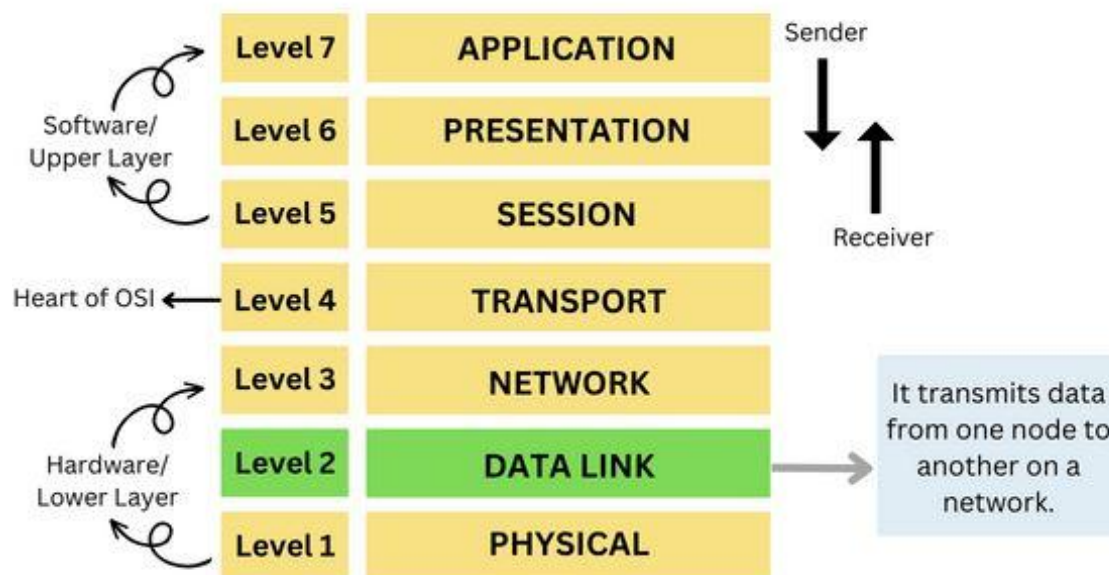 Level 7 APPLICATION
Sender
Level 6 PRESENTATION
Software/
Upper Layer
Level 5 SESSION
Receiver
Heart of OSI
Level 4 TRANSPORT
Level 3 NETWORK
Level 2 DATA LINK
Hardware/
Lower Layer
Level 1 PHYSICAL
It transmits data
from one node to
another on a
network.